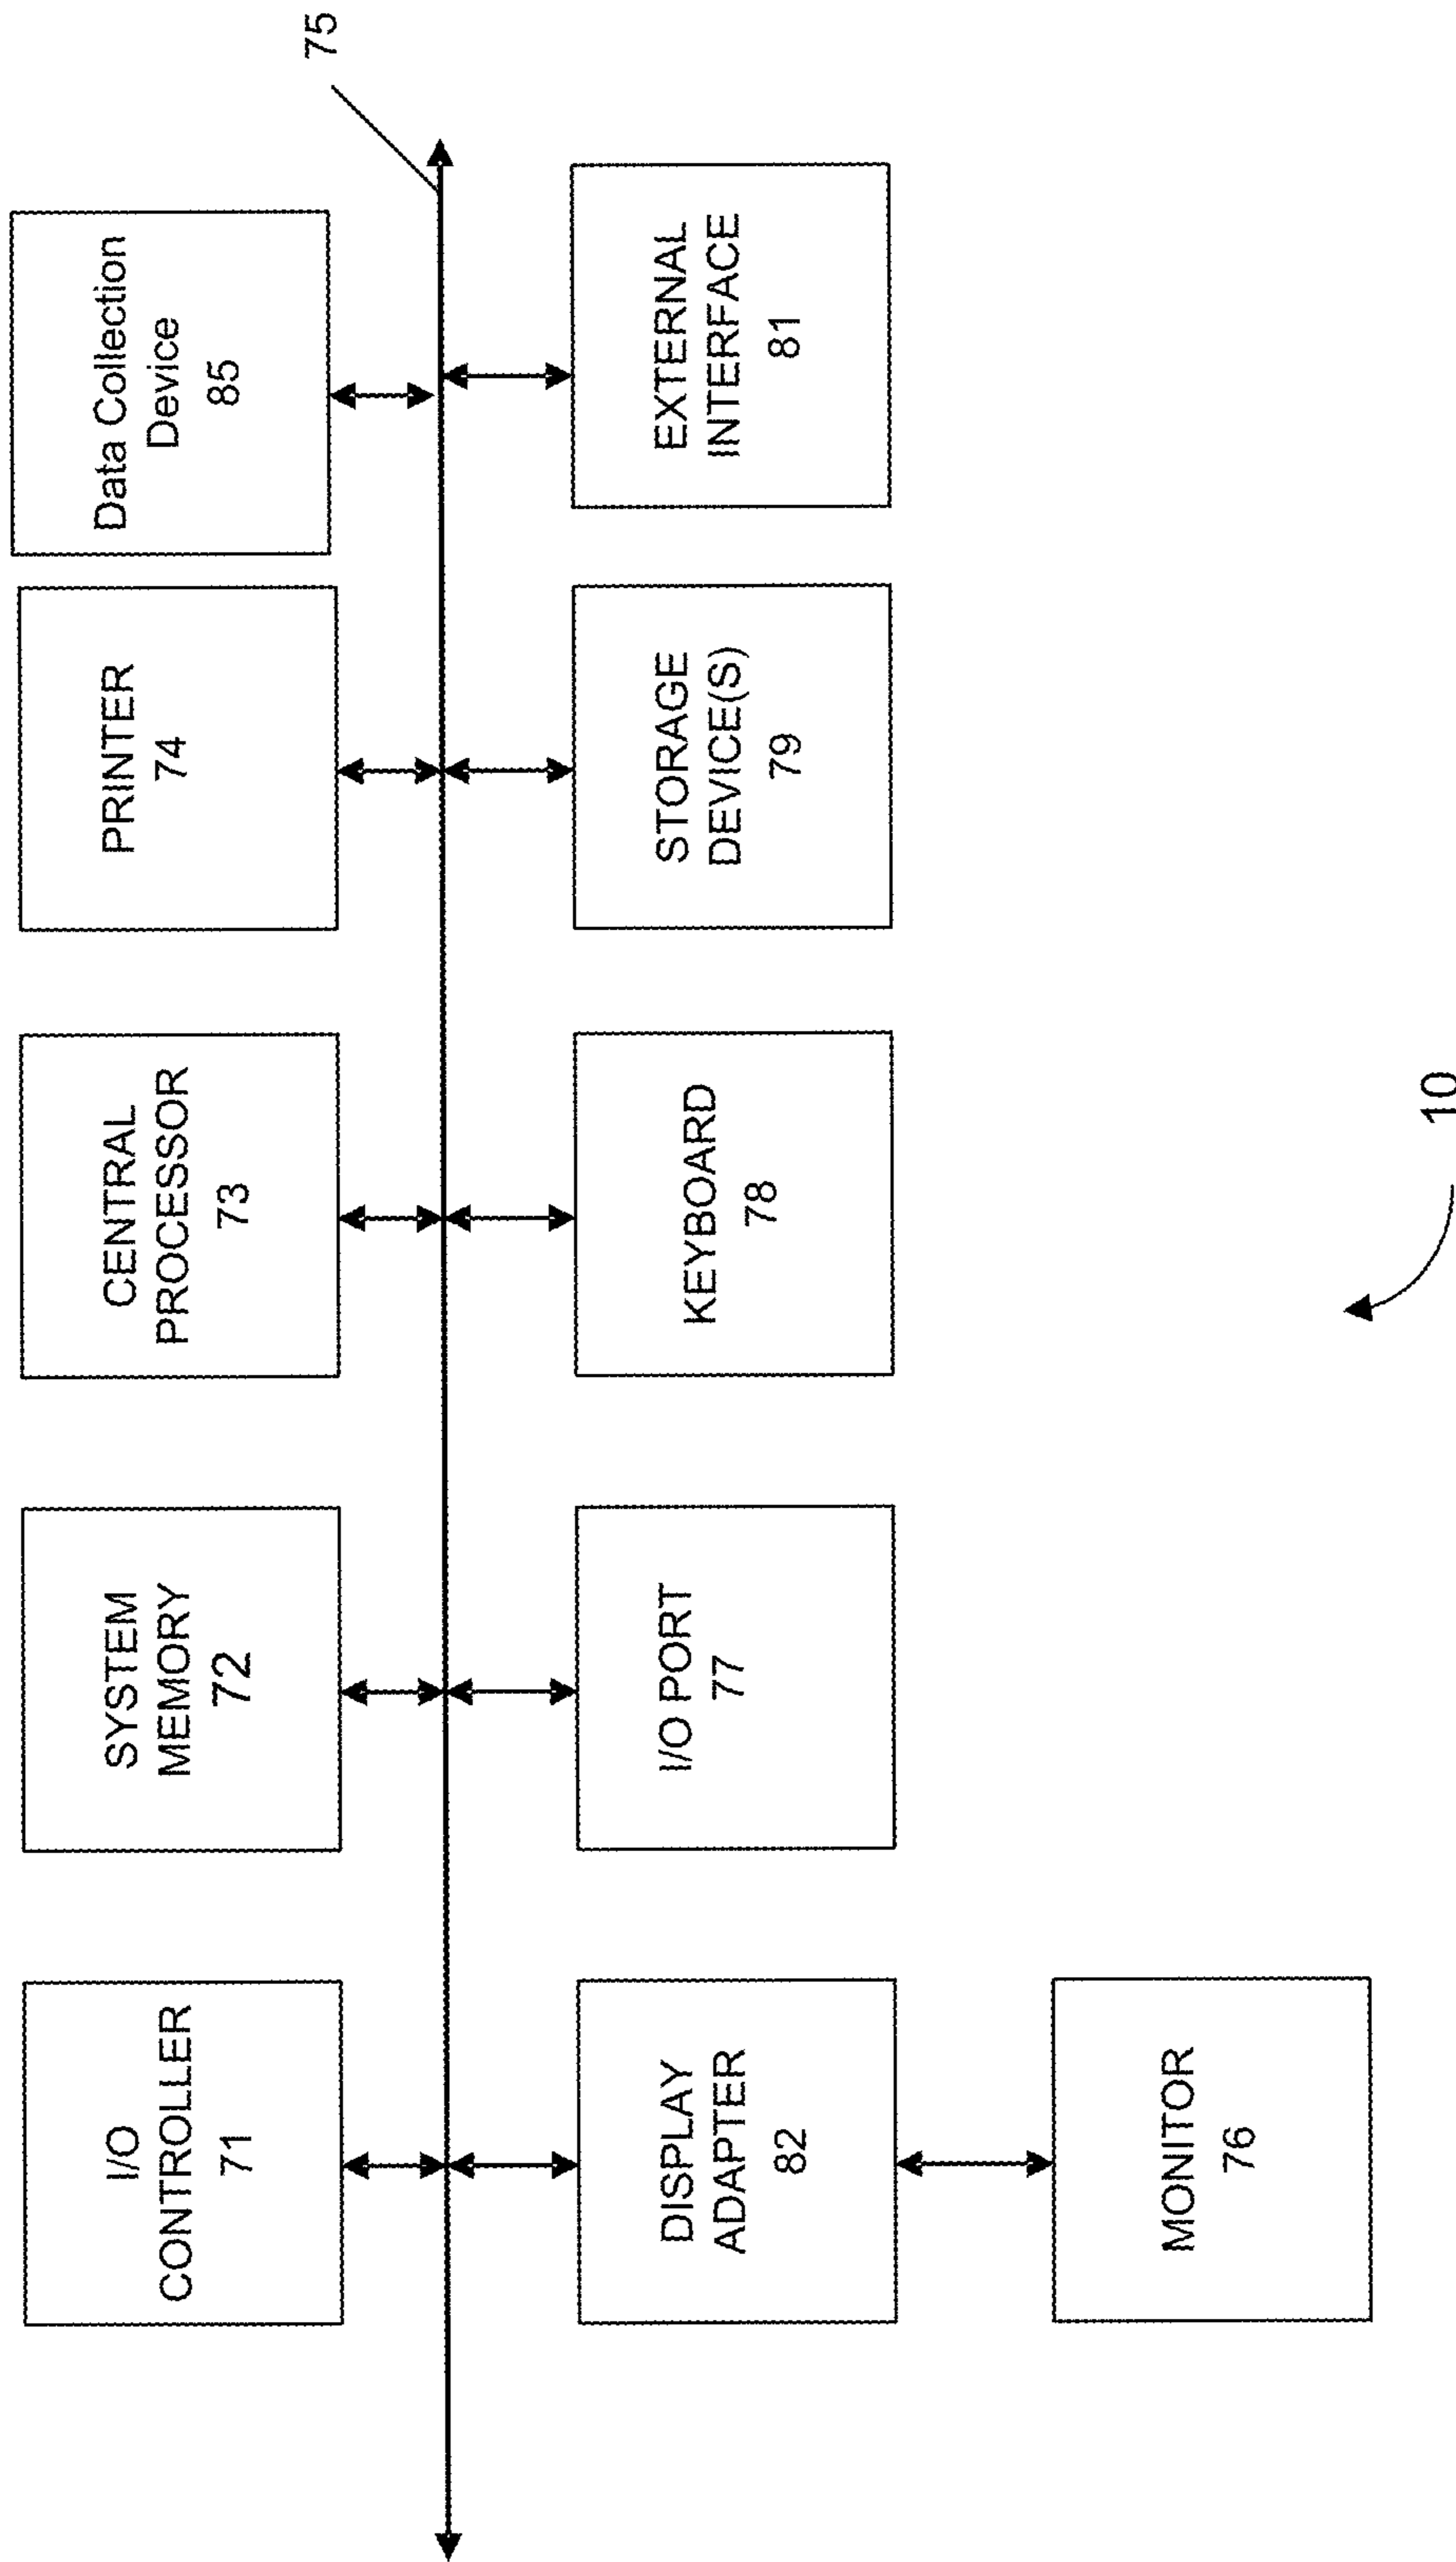 I/O
CONTROLLER
71
SYSTEM
MEMORY
72
CENTRAL
PROCESSOR
73
PRINTER
74
Data Collection
Device
85
75
DISPLAY
ADAPTER
82
I/O PORT
77
KEYBOARD
78
STORAGE
DEVICE(S)
79
EXTERNAL
INTERFACE
81
MONITOR
76
10